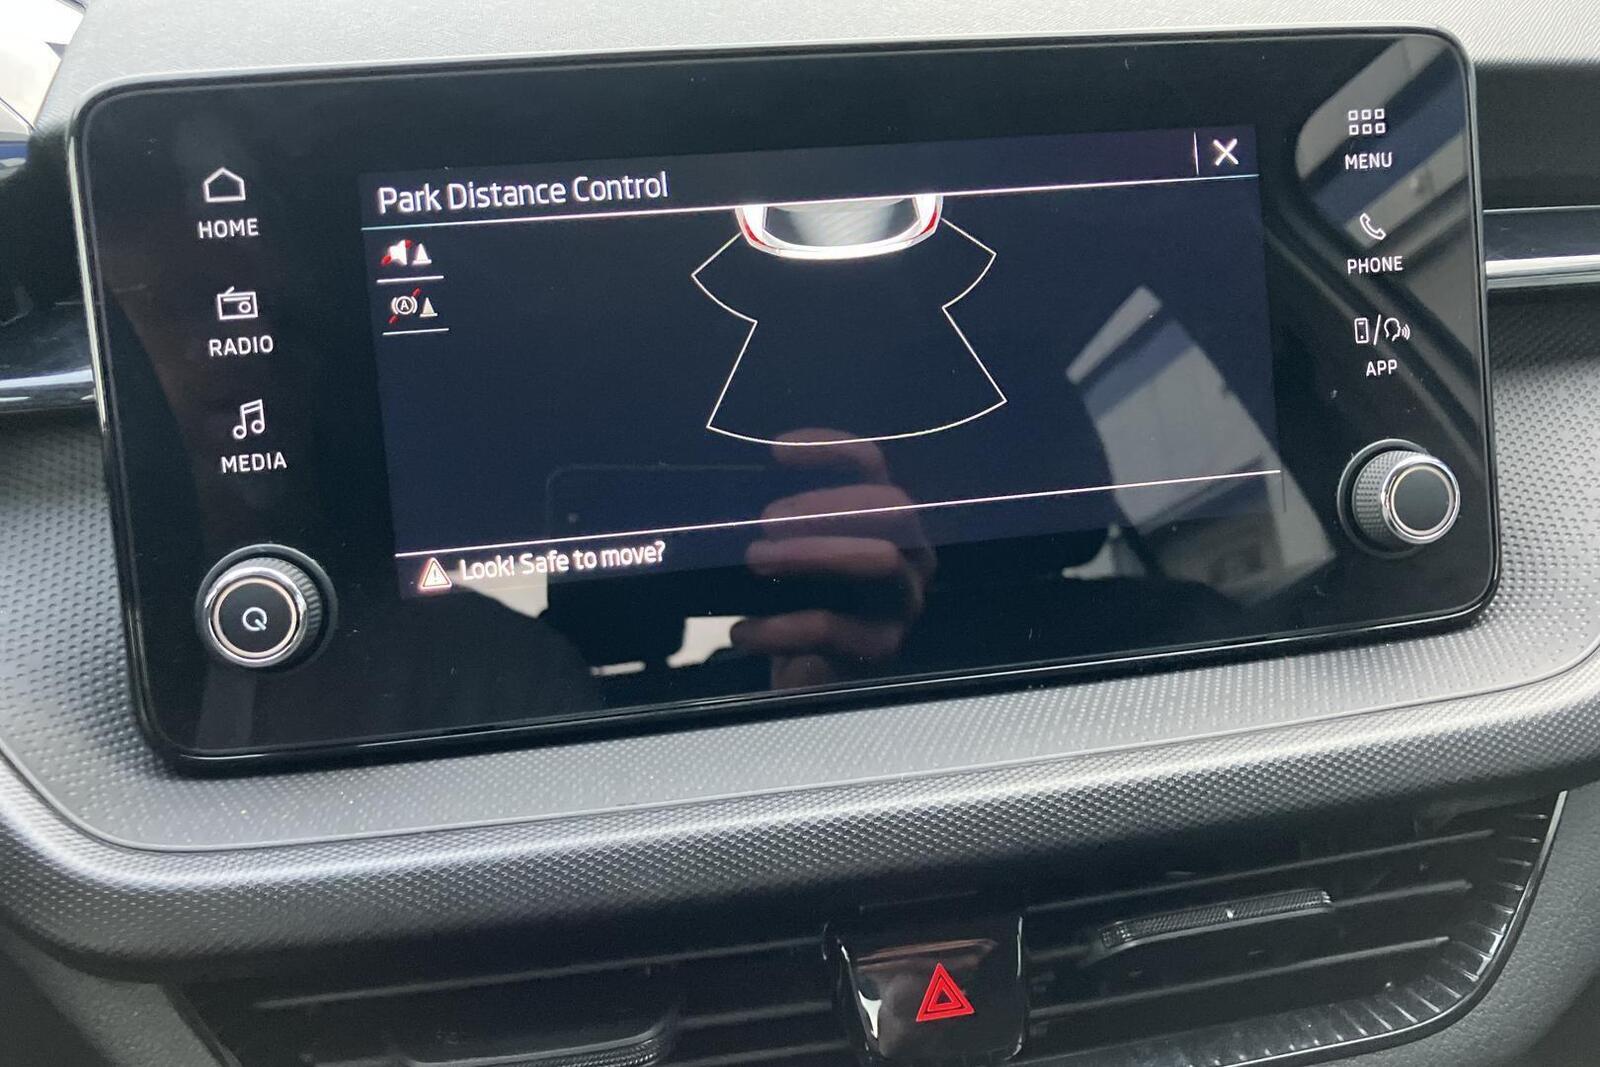 Park Distance Control
HOME
RADIO
MEDIA
Look! Safe to move?
MENU
PHONE
APP
A